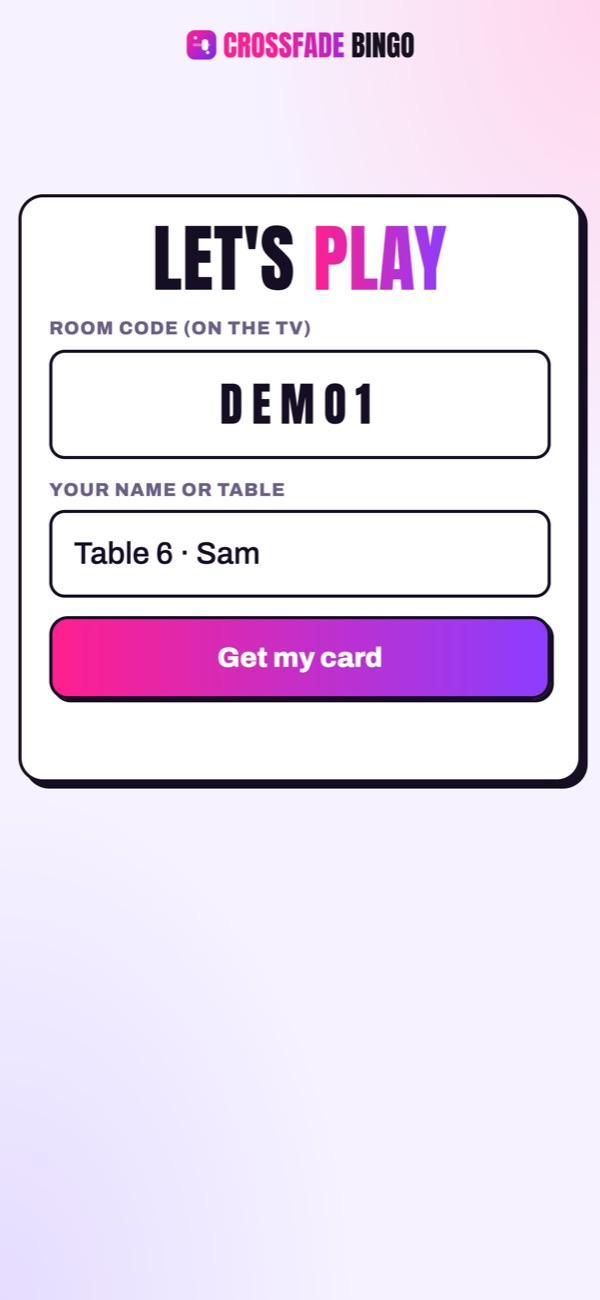 CROSSFADE BINGO
LET'S PLAY
ROOM CODE (ON THE TV)
DEMO1
YOUR NAME OR TABLE
Table 6 · Sam
Get my card